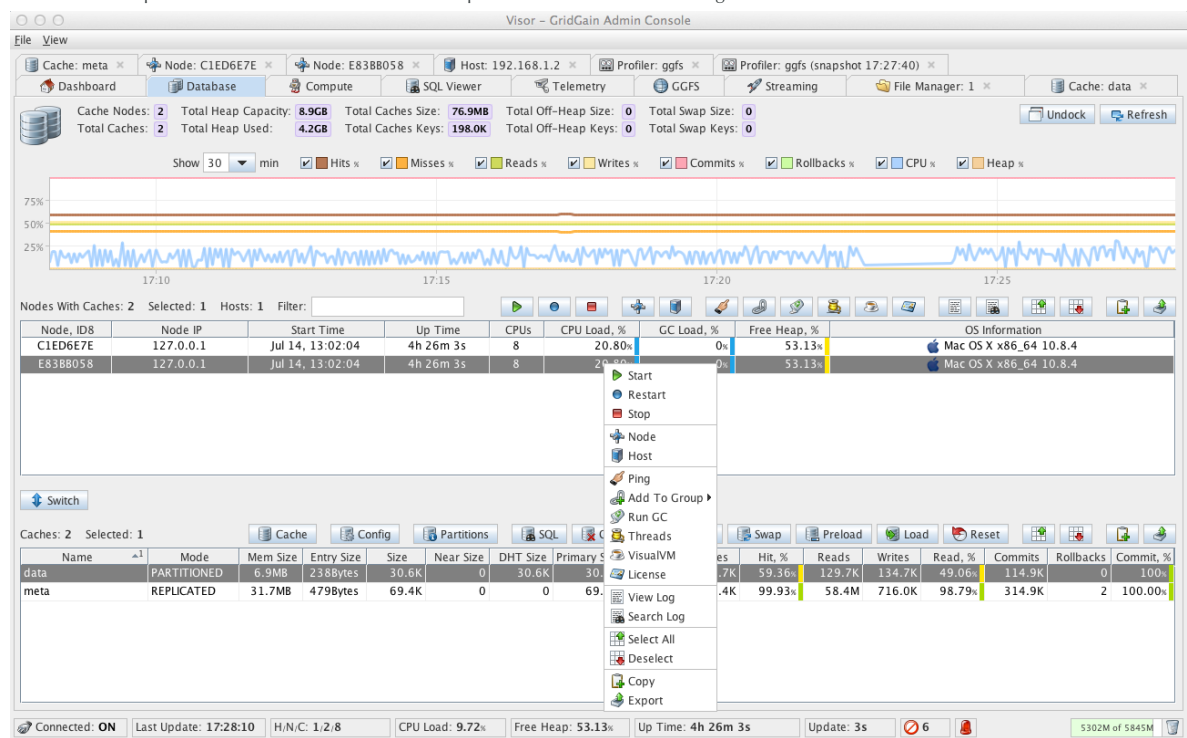 Visor – GridGain Admin Console
File View
Cache: meta × Node: C1ED6E7E × Node: E83BB058 × Host: 192.168.1.2 × Profiler: ggfs × Profiler: ggfs (snapshot 17:27:40) ×
Dashboard Database Compute SQL Viewer Telemetry GGFS Streaming File Manager: 1 × Cache: data ×
Cache Nodes: 2 Total Heap Capacity: 8.9GB Total Caches Size: 76.9MB Total Off-Heap Size: 0 Total Swap Size: 0 Undock Refresh
Total Caches: 2 Total Heap Used: 4.2GB Total Caches Keys: 198.0K Total Off-Heap Keys: 0 Total Swap Keys: 0
Show 30 min Hits % Misses % Reads % Writes % Commits % Rollbacks % CPU % Heap %
75%
50%
25%
17:10 17:15 17:20 17:25
Nodes With Caches: 2 Selected: 1 Hosts: 1 Filter:
Node, ID8 Node IP Start Time Up Time CPUs CPU Load, % GC Load, % Free Heap, % OS Information
C1ED6E7E 127.0.0.1 Jul 14, 13:02:04 4h 26m 3s 8 20.80% 0% 53.13% Mac OS X x86_64 10.8.4
E83BB058 127.0.0.1 Jul 14, 13:02:04 4h 26m 3s 8 20.80% 0% 53.13% Mac OS X x86_64 10.8.4
Start
Restart
Stop
Node
Host
Ping
Add To Group
Run GC
Threads
VisualVM
License
View Log
Search Log
Select All
Deselect
Copy
Export
Switch
Caches: 2 Selected: 1 Cache Config Partitions SQL Swap Preload Load Reset
Name 1 Mode Mem Size Entry Size Size Near Size DHT Size Primary Hit, % Reads Writes Read, % Commits Rollbacks Commit, %
data PARTITIONED 6.9MB 238Bytes 30.6K 0 30.6K 30. .7K 59.36% 129.7K 134.7K 49.06% 114.9K 0 100%
meta REPLICATED 31.7MB 479Bytes 69.4K 0 0 69. .4K 99.93% 58.4M 716.0K 98.79% 314.9K 2 100.00%
Connected: ON Last Update: 17:28:10 H/N/C: 1/2/8 CPU Load: 9.72% Free Heap: 53.13% Up Time: 4h 26m 3s Update: 3s 6 5302M of 5845M